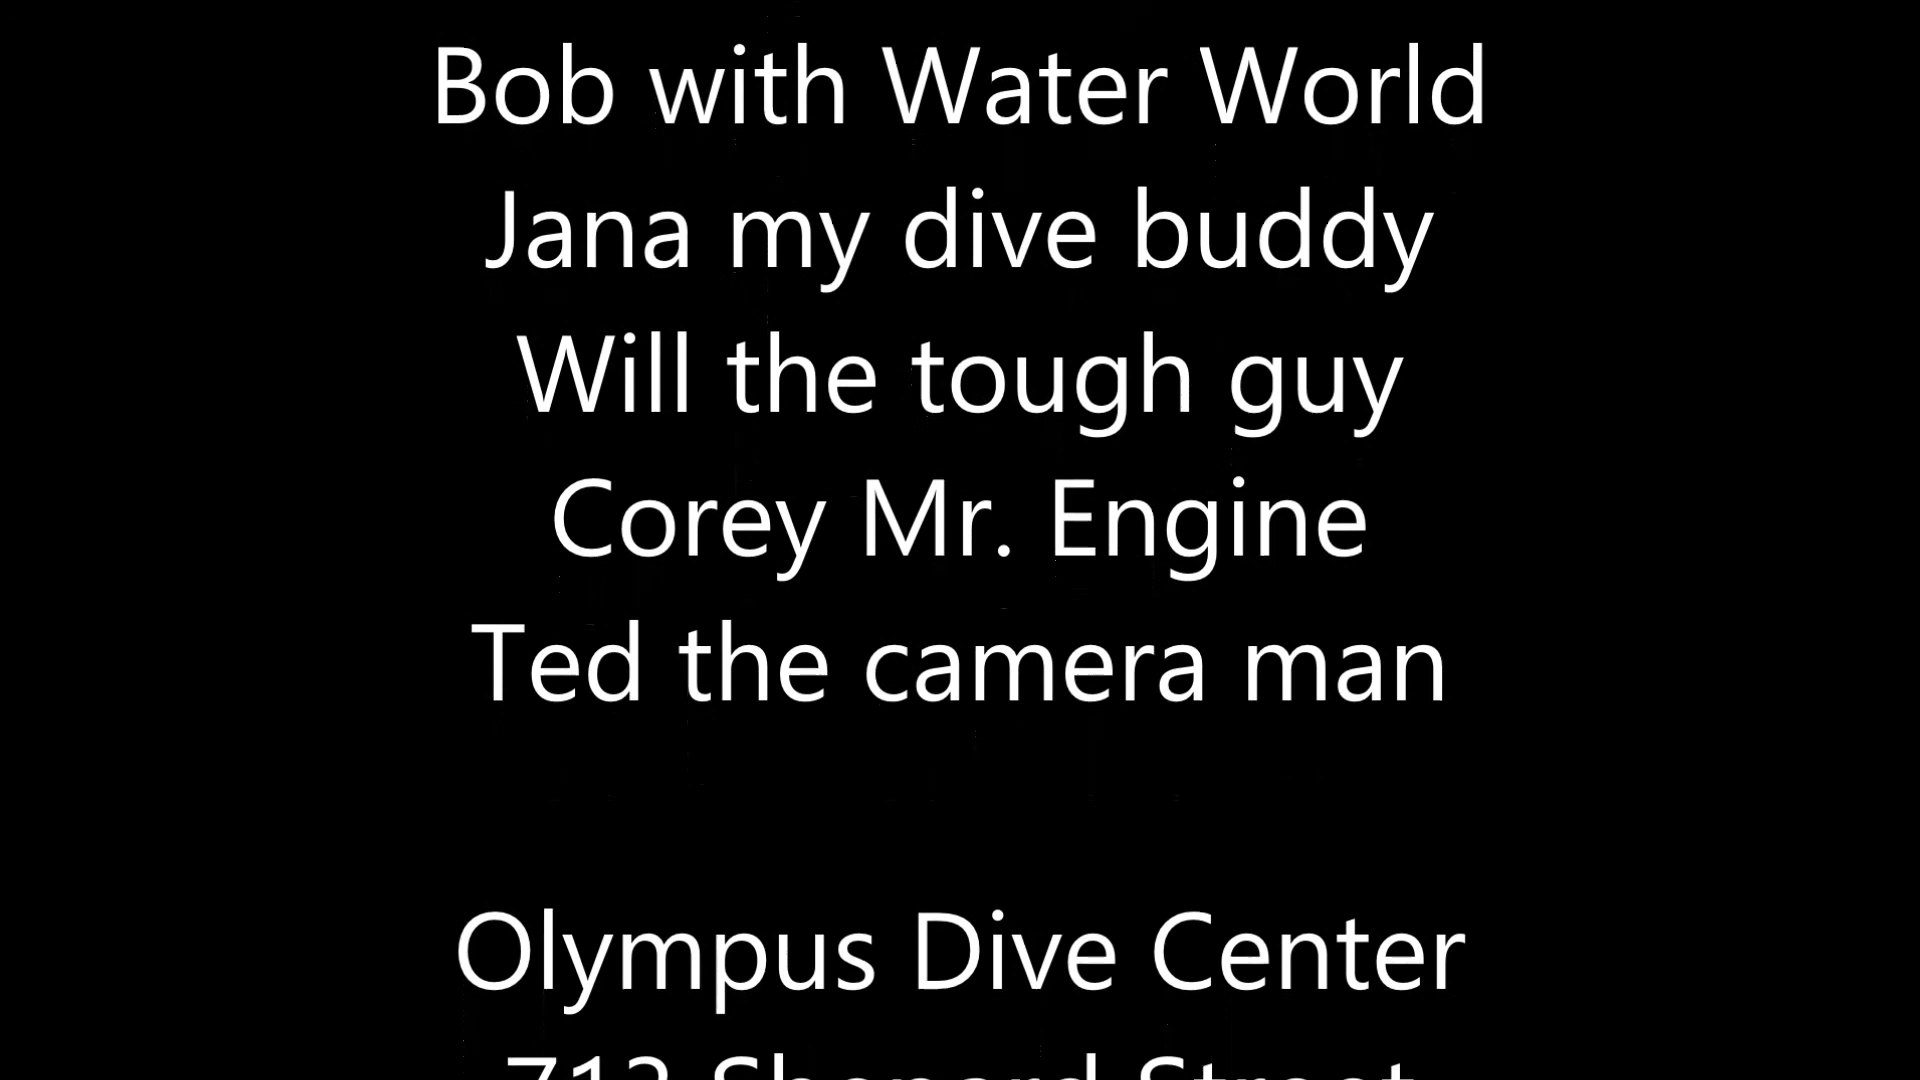 Bob with Water World
Jana my dive buddy
Will the tough guy
Corey Mr. Engine
Ted the camera man
Olympus Dive Center
Street